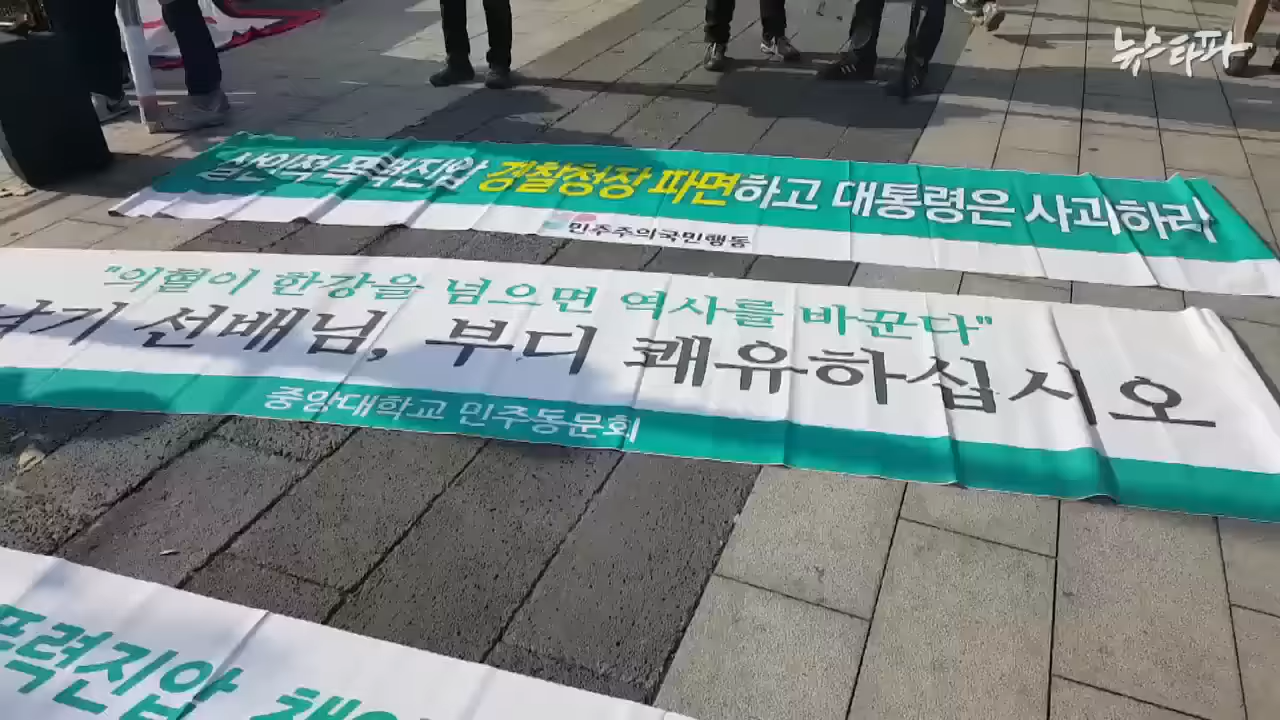 뉴스타파
살인적 폭력진압 경찰청장 파면하고 대통령은 사과하라
민주주의국민행동
"의혈이 한강을 넘으면 역사를 바꾼다"
남기 선배님, 부디 쾌유하십시오
중앙대학교 민주동문회
폭력진압